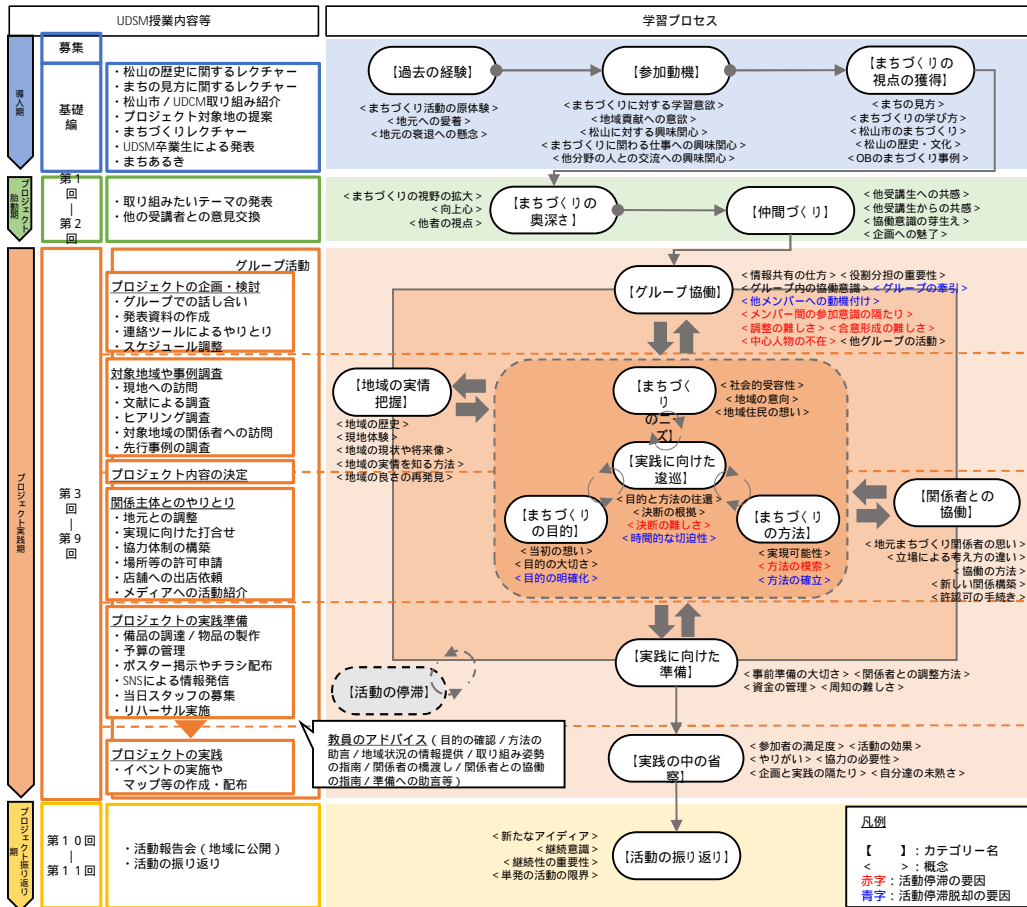 UDSM授業内容等
学習プロセス
導入期
募集
基礎
編
・松山の歴史に関するレクチャー
・まちの見方に関するレクチャー
・松山市/UDCM取り組み紹介
・プロジェクト対象地の提案
・まちづくりレクチャー
・UDSM卒業生による発表
・まちあるき
【過去の経験】
<まちづくり活動の原体験>
<地元への愛着>
<地元の衰退への懸念>
【参加動機】
<まちづくりに対する学習意欲>
<地域貢献への意欲>
<松山に対する興味関心>
<まちづくりに関わる仕事への興味関心>
<他分野の人との交流への興味関心>
【まちづくりの
視点の獲得】
<まちの見方>
<まちづくりの学び方>
<松山市のまちづくり>
<松山の歴史・文化>
<OBのまちづくり事例>
プロジェクト
胎動期
第1
回
|
第2
回
・取り組みたいテーマの発表
・他の受講者との意見交換
<まちづくりの視野の拡大>
<向上心>
<他者の視点>
【まちづくりの
奥深さ】
【仲間づくり】
<他受講生への共感>
<他受講生からの共感>
<協働意識の芽生え>
<企画への魅了>
プロジェクト実践期
第3
回
|
第9
回
グループ活動
プロジェクトの企画・検討
・グループでの話し合い
・発表資料の作成
・連絡ツールによるやりとり
・スケジュール調整
対象地域や事例調査
・現地への訪問
・文献による調査
・ヒアリング調査
・対象地域の関係者への訪問
・先行事例の調査
プロジェクト内容の決定
関係主体とのやりとり
・地元との調整
・実現に向けた打合せ
・協力体制の構築
・場所等の許可申請
・店舗への出店依頼
・メディアへの活動紹介
プロジェクトの実践準備
・備品の調達/物品の製作
・予算の管理
・ポスター掲示やチラシ配布
・SNSによる情報発信
・当日スタッフの募集
・リハーサル実施
プロジェクトの実践
・イベントの実施や
マップ等の作成・配布
【グループ協働】
<情報共有の仕方> <役割分担の重要性>
<グループ内の協働意識> <グループの牽引>
<他メンバーへの動機付け>
<メンバー間の参加意識の隔たり>
<調整の難しさ> <合意形成の難しさ>
<中心人物の不在> <他グループの活動>
【地域の実情
把握】
<地域の歴史>
<現地体験>
<地域の現状や将来像>
<地域の実情を知る方法>
<地域の良さの再発見>
【まちづく
り
のニー
ズ】
<社会的受容性>
<地域の意向>
<地域住民の想い>
【実践に向けた
逡巡】
<目的と方法の往還>
<決断の根拠>
<決断の難しさ>
<時間的な切迫性>
【まちづくり
の目的】
<当初の想い>
<目的の大切さ>
<目的の明確化>
【まちづくり
の方法】
<実現可能性>
<方法の模索>
<方法の確立>
【関係者との
協働】
<地元まちづくり関係者の思い>
<立場による考え方の違い>
<協働の方法>
<新しい関係構築>
<許認可の手続き>
【実践に向けた
準備】
<事前準備の大切さ> <関係者との調整方法>
<資金の管理> <周知の難しさ>
【活動の停滞】
教員のアドバイス(目的の確認/方法の
助言/地域状況の情報提供/取り組み姿勢
の指南/関係者の橋渡し/関係者との協働
の指南/準備への助言等)
【実践の中の省
察】
<参加者の満足度> <活動の効果>
<やりがい> <協力の必要性>
<企画と実践の隔たり> <自分達の未熟さ>
プロジェクト振り返り
期
第10回
|
第11回
・活動報告会(地域に公開)
・活動の振り返り
<新たなアイディア>
<継続意識>
<継続性の重要性>
<単発の活動の限界>
【活動の振り返り】
凡例
【 】:カテゴリー名
< >:概念
赤字:活動停滞の要因
青字:活動停滞脱却の要因